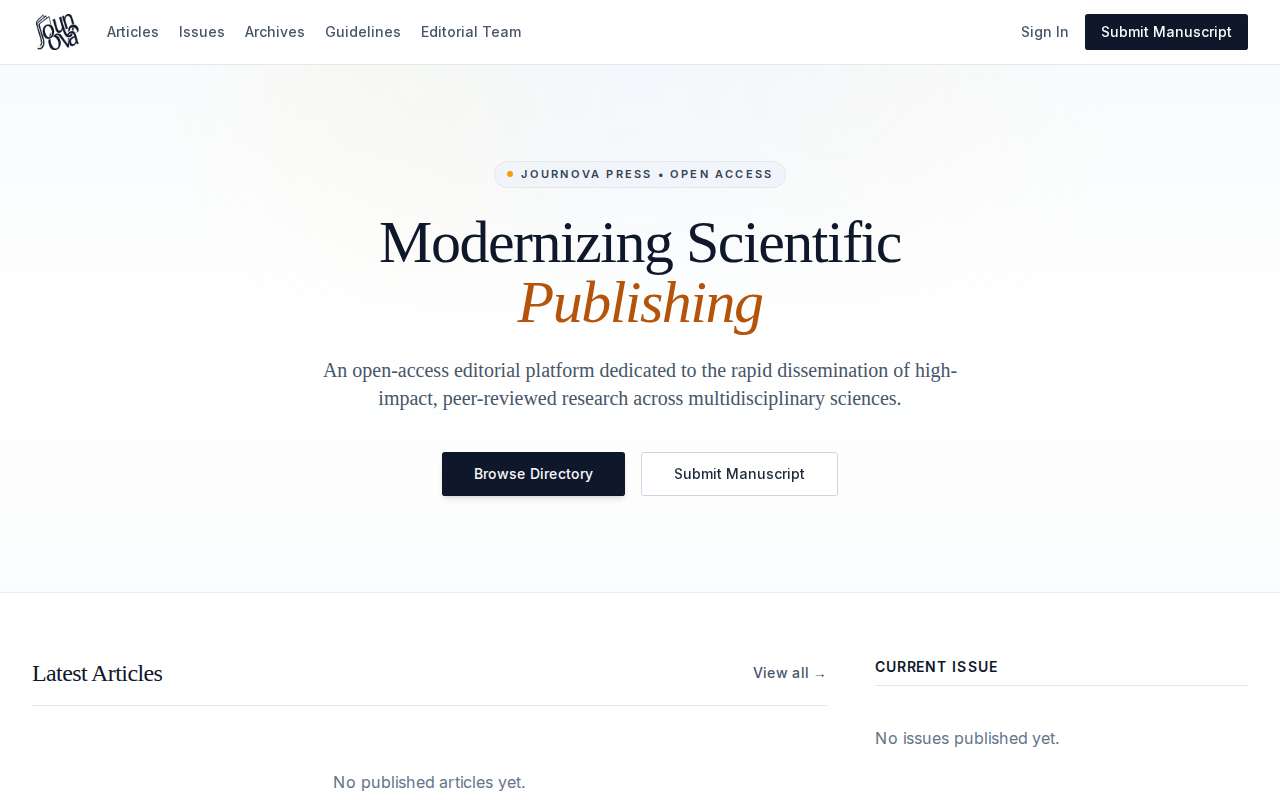 Journova
Articles
Issues
Archives
Guidelines
Editorial Team
Sign In
Submit Manuscript
JOURNOVA PRESS • OPEN ACCESS
Modernizing Scientific
Publishing
An open-access editorial platform dedicated to the rapid dissemination of high-
impact, peer-reviewed research across multidisciplinary sciences.
Browse Directory
Submit Manuscript
Latest Articles
View all →
No published articles yet.
CURRENT ISSUE
No issues published yet.